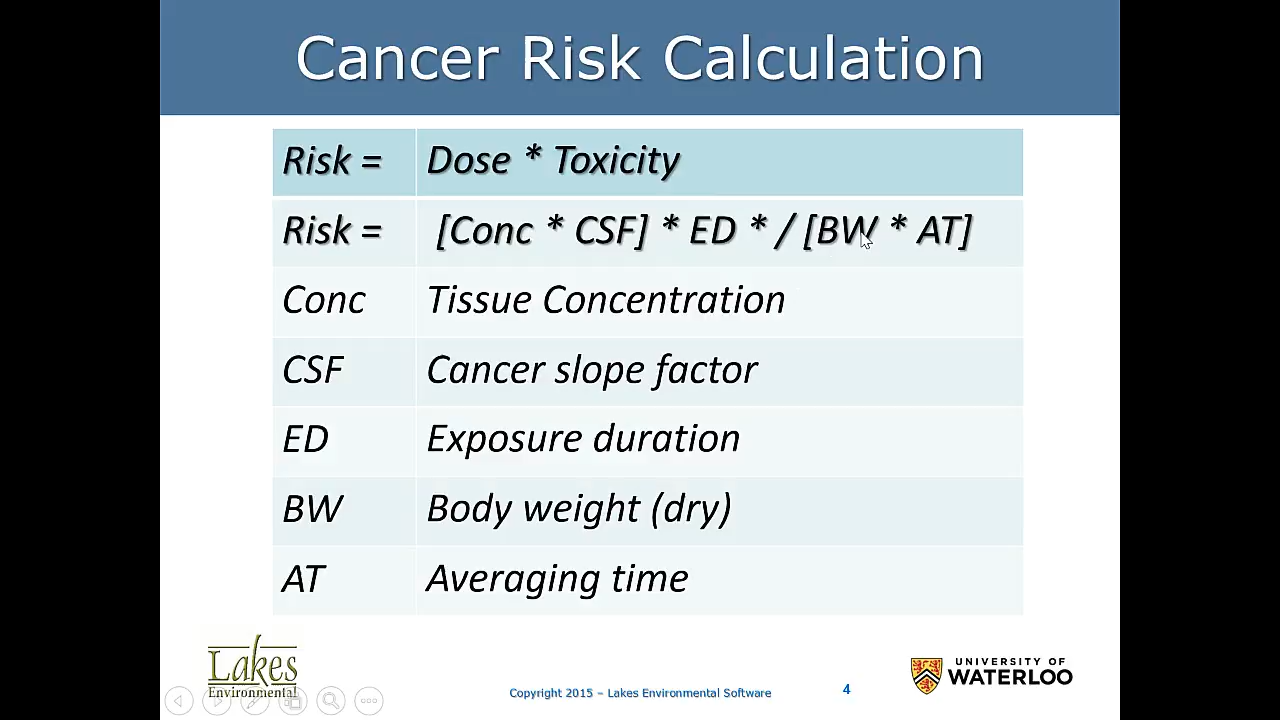 Cancer Risk Calculation
Risk = Dose * Toxicity
Risk = [Conc * CSF] * ED * / [BW * AT]
Conc Tissue Concentration
CSF Cancer slope factor
ED Exposure duration
BW Body weight (dry)
AT Averaging time
Lakes
Environmental
Copyright 2015 – Lakes Environmental Software
4
UNIVERSITY OF
WATERLOO